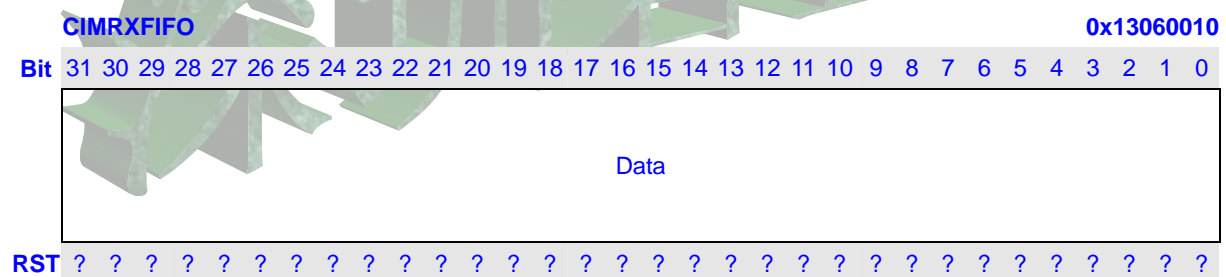 CIMRXFIFO 0x13060010
Bit 31 30 29 28 27 26 25 24 23 22 21 20 19 18 17 16 15 14 13 12 11 10 9 8 7 6 5 4 3 2 1 0
Data
RST ? ? ? ? ? ? ? ? ? ? ? ? ? ? ? ? ? ? ? ? ? ? ? ? ? ? ? ? ? ? ? ?